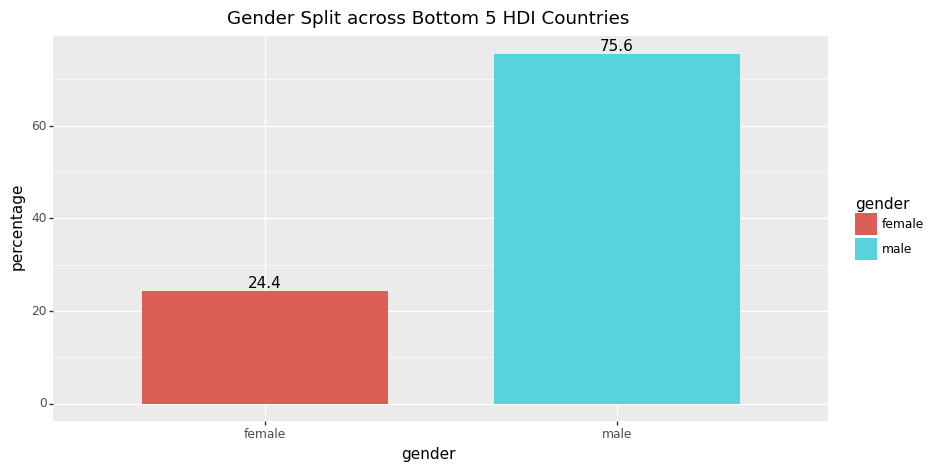 Gender Split across Bottom 5 HDI Countries
75.6
60
40
24.4
20
0
percentage
female
male
gender
gender
female
male